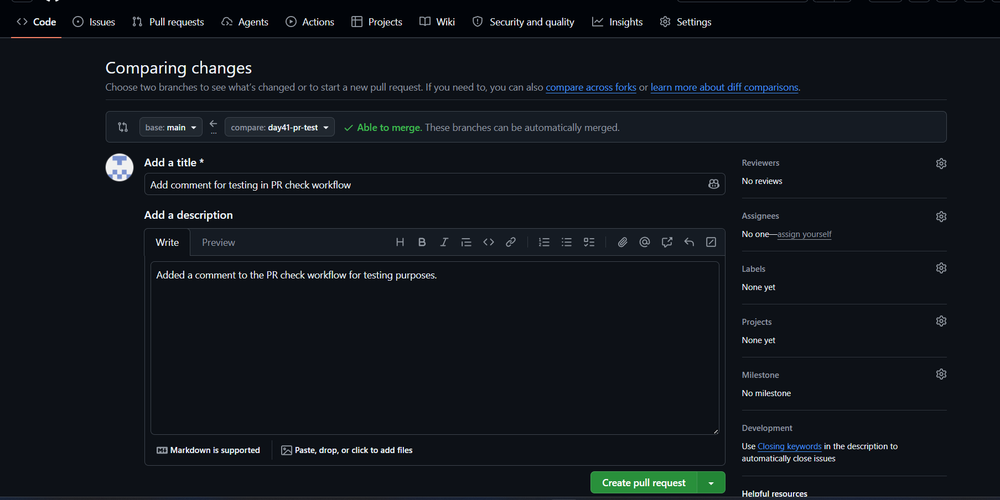 Code Issues Pull requests Agents Actions Projects Wiki Security and quality Insights Settings
Comparing changes
Choose two branches to see what's changed or to start a new pull request. If you need to, you can also compare across forks or learn more about diff comparisons.
base: main compare: day41-pr-test Able to merge. These branches can be automatically merged.
Add a title *
Add comment for testing in PR check workflow
Add a description
Write Preview
Added a comment to the PR check workflow for testing purposes.
Markdown is supported Paste, drop, or click to add files
Create pull request
Reviewers
No reviews
Assignees
No one—assign yourself
Labels
None yet
Projects
None yet
Milestone
No milestone
Development
Use Closing keywords in the description to
automatically close issues
Helpful resources